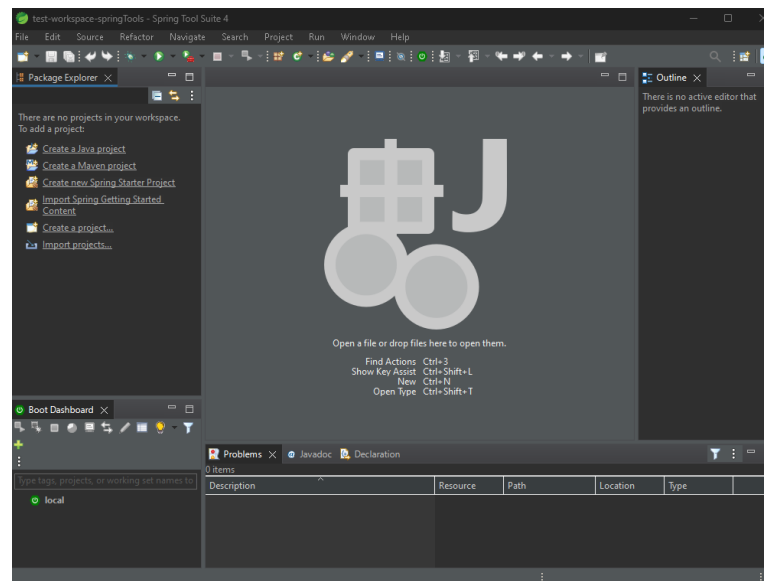 test-workspace-springTools - Spring Tool Suite 4
File Edit Source Refactor Navigate Search Project Run Window Help
Package Explorer
There are no projects in your workspace.
To add a project:
Create a Java project
Create a Maven project
Create new Spring Starter Project
Import Spring Getting Started
Content
Create a project...
Import projects...
J
Open a file or drop files here to open them.
Find Actions Ctrl+3
Show Key Assist Ctrl+Shift+L
New Ctrl+N
Open Type Ctrl+Shift+T
Outline
There is no active editor that
provides an outline.
Boot Dashboard
Type tags, projects, or working set names to
local
Problems Javadoc Declaration
0 items
Description Resource Path Location Type